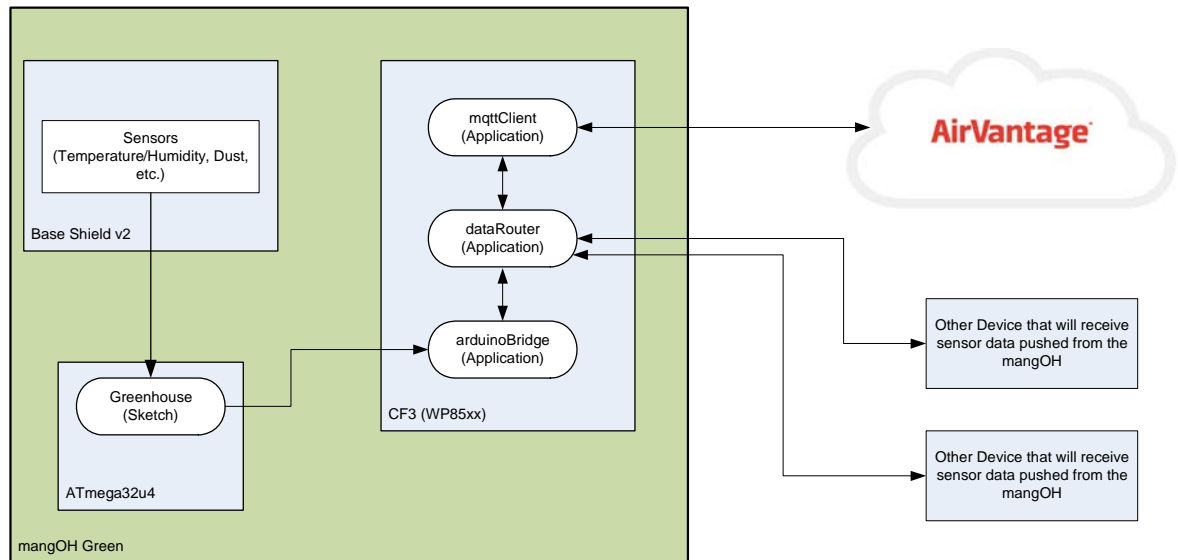 Sensors
(Temperature/Humidity, Dust,
etc.)
Base Shield v2
Greenhouse
(Sketch)
ATmega32u4
mangOH Green
mqttClient
(Application)
dataRouter
(Application)
arduinoBridge
(Application)
CF3 (WP85xx)
AirVantage
Other Device that will receive
sensor data pushed from the
mangOH
Other Device that will receive
sensor data pushed from the
mangOH